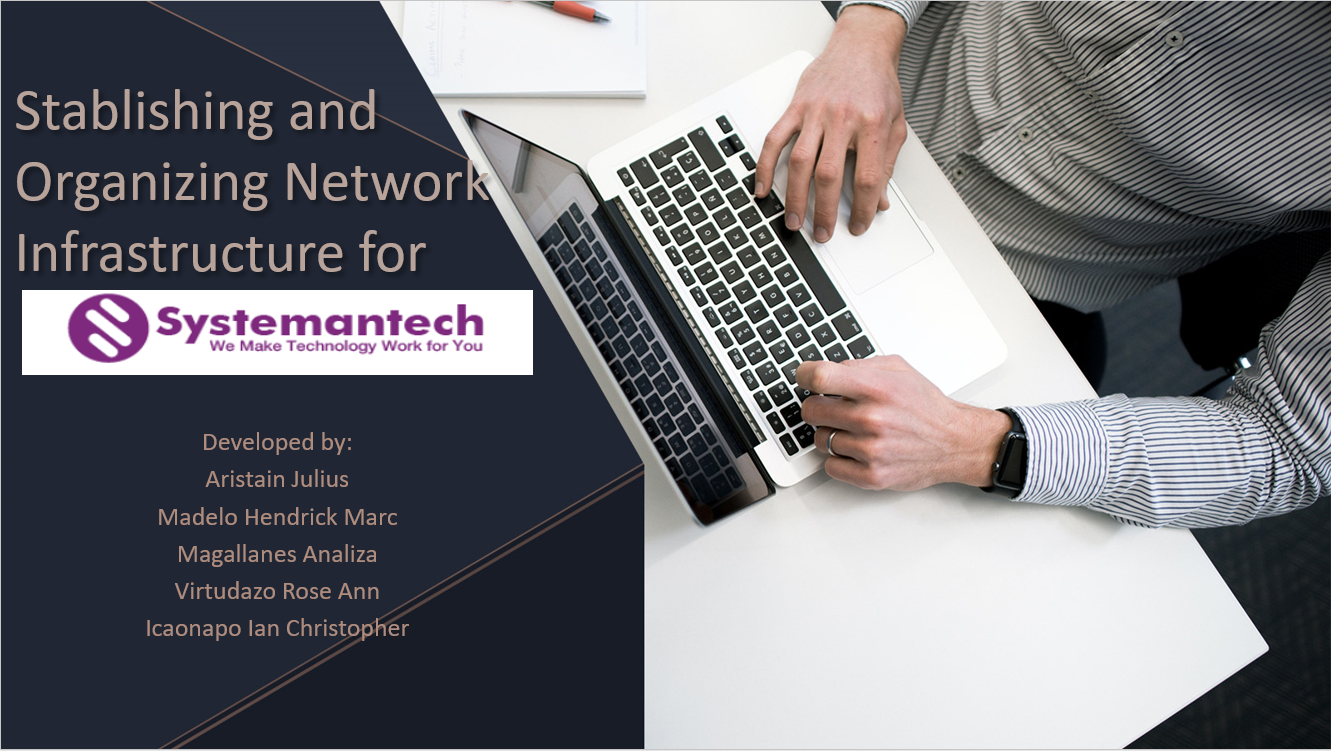 Stablishing and
Organizing Network
Infrastructure for
Systemantech
We Make Technology Work for You
Developed by:
Aristain Julius
Madelo Hendrick Marc
Magallanes Analiza
Virtudazo Rose Ann
Icaonapo Ian Christopher